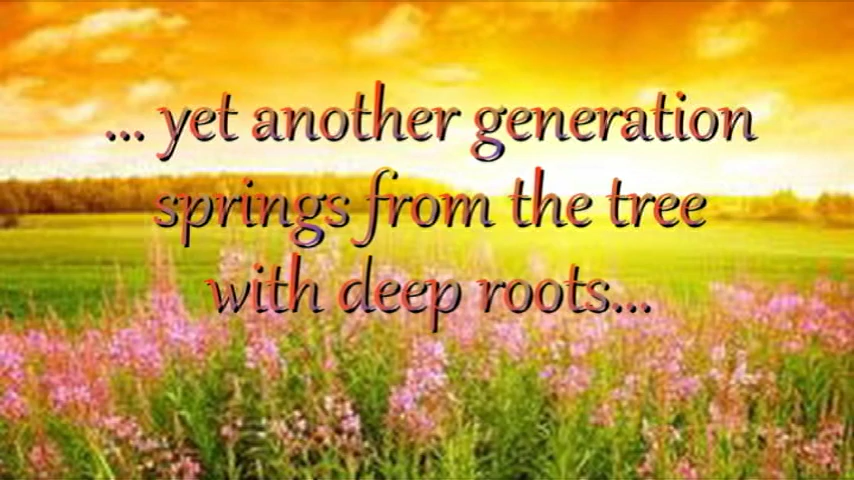 ... yet another generation
springs from the tree
with deep roots...